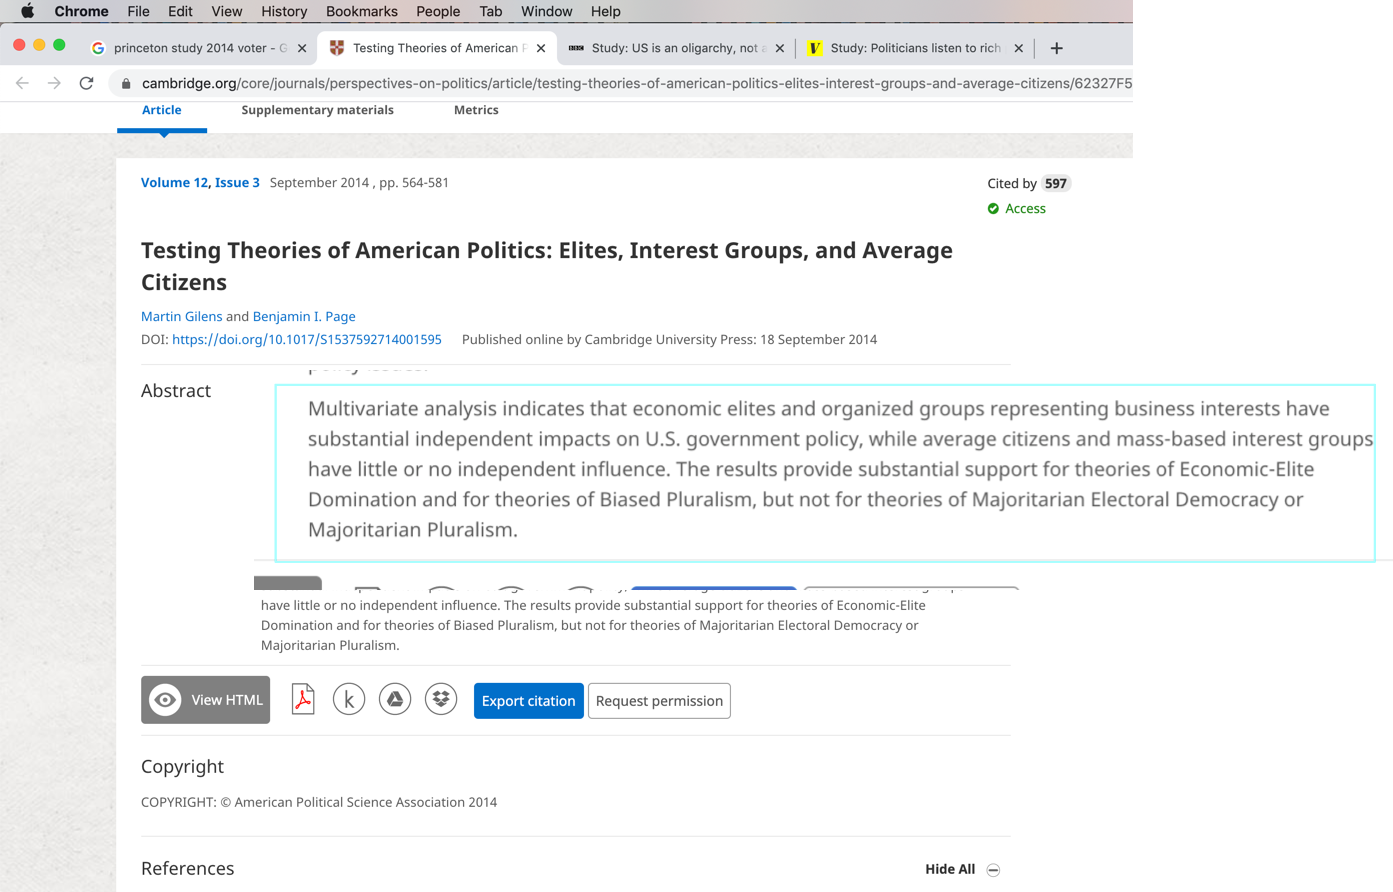 Chrome File Edit View History Bookmarks People Tab Window Help
princeton study 2014 voter - G
Testing Theories of American P
BBC Study: US is an oligarchy, not a
V Study: Politicians listen to rich
cambridge.org/core/journals/perspectives-on-politics/article/testing-theories-of-american-politics-elites-interest-groups-and-average-citizens/62327F5
Article Supplementary materials Metrics
Volume 12, Issue 3 September 2014 , pp. 564-581
Cited by 597
Access
Testing Theories of American Politics: Elites, Interest Groups, and Average
Citizens
Martin Gilens and Benjamin I. Page
DOI: https://doi.org/10.1017/S1537592714001595 Published online by Cambridge University Press: 18 September 2014
Abstract
Multivariate analysis indicates that economic elites and organized groups representing business interests have
substantial independent impacts on U.S. government policy, while average citizens and mass-based interest groups
have little or no independent influence. The results provide substantial support for theories of Economic-Elite
Domination and for theories of Biased Pluralism, but not for theories of Majoritarian Electoral Democracy or
Majoritarian Pluralism.
have little or no independent influence. The results provide substantial support for theories of Economic-Elite
Domination and for theories of Biased Pluralism, but not for theories of Majoritarian Electoral Democracy or
Majoritarian Pluralism.
View HTML
k
Export citation
Request permission
Copyright
COPYRIGHT: © American Political Science Association 2014
References
Hide All